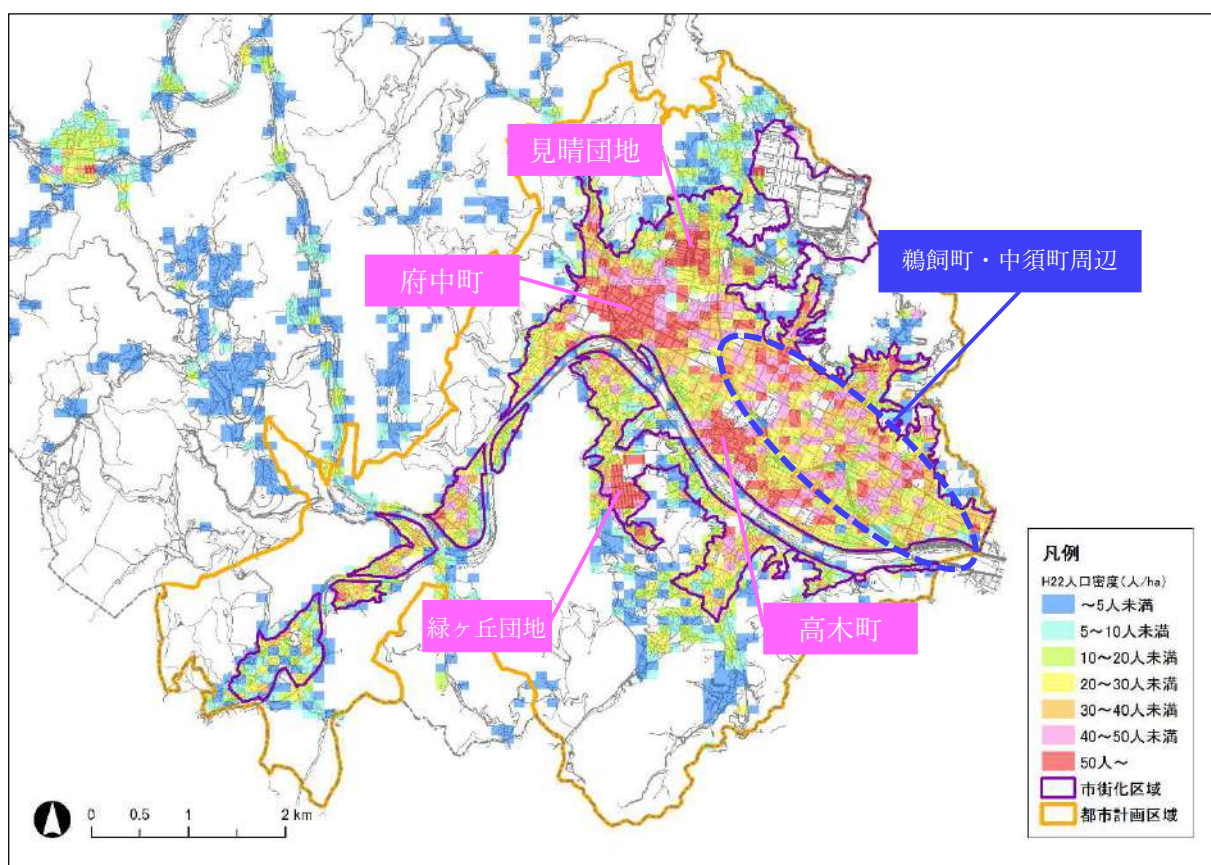 見晴団地
府中町
鵜飼町・中須町周辺
緑ヶ丘団地
高木町
凡例
H22人口密度(人/ha)
~5人未満
5~10人未満
10~20人未満
20~30人未満
30~40人未満
40~50人未満
50人~
市街化区域
都市計画区域
0 0.5 1 2 km